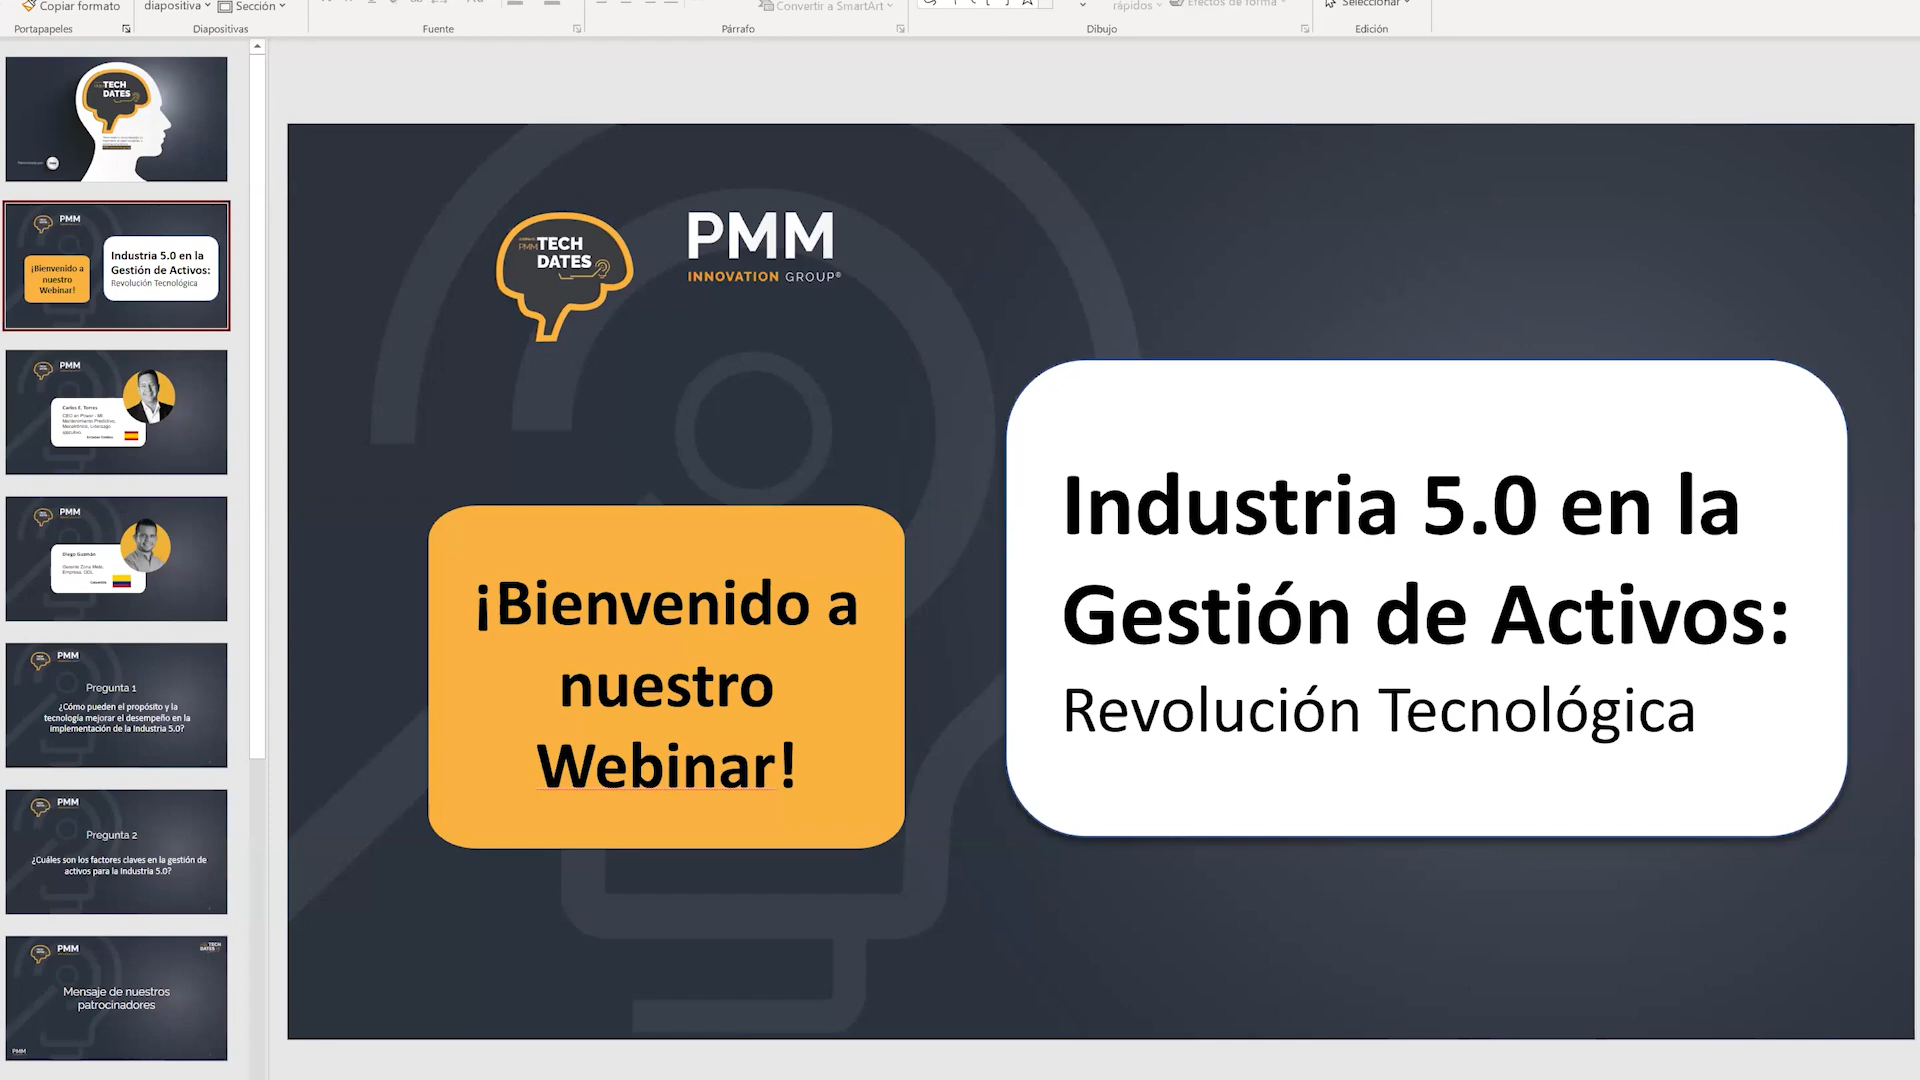 Copiar formato
diapositiva
Sección
Convertir a SmartArt
rápidos
Efectos de forma
Seleccionar
Portapapeles
Diapositivas
Fuente
Párrafo
Dibujo
Edición
TECH
DATES
PMM
¡Bienvenido a
nuestro
Webinar!
Industria 5.0 en la
Gestión de Activos:
Revolución Tecnológica
PMM
Carlos E. Torres
PMM
Diego Guzmán
Colombia
PMM
Pregunta 1
¿Cómo pueden el propósito y la
tecnología mejorar el desempeño en la
implementación de la Industria 5.0?
PMM
Pregunta 2
¿Cuáles son los factores claves en la gestión de
activos para la Industria 5.0?
PMM
TECH
DATES
Mensaje de nuestros
patrocinadores
PMM
PMM TECH
DATES
PMM
INNOVATION GROUP®
¡Bienvenido a
nuestro
Webinar!
Industria 5.0 en la
Gestión de Activos:
Revolución Tecnológica